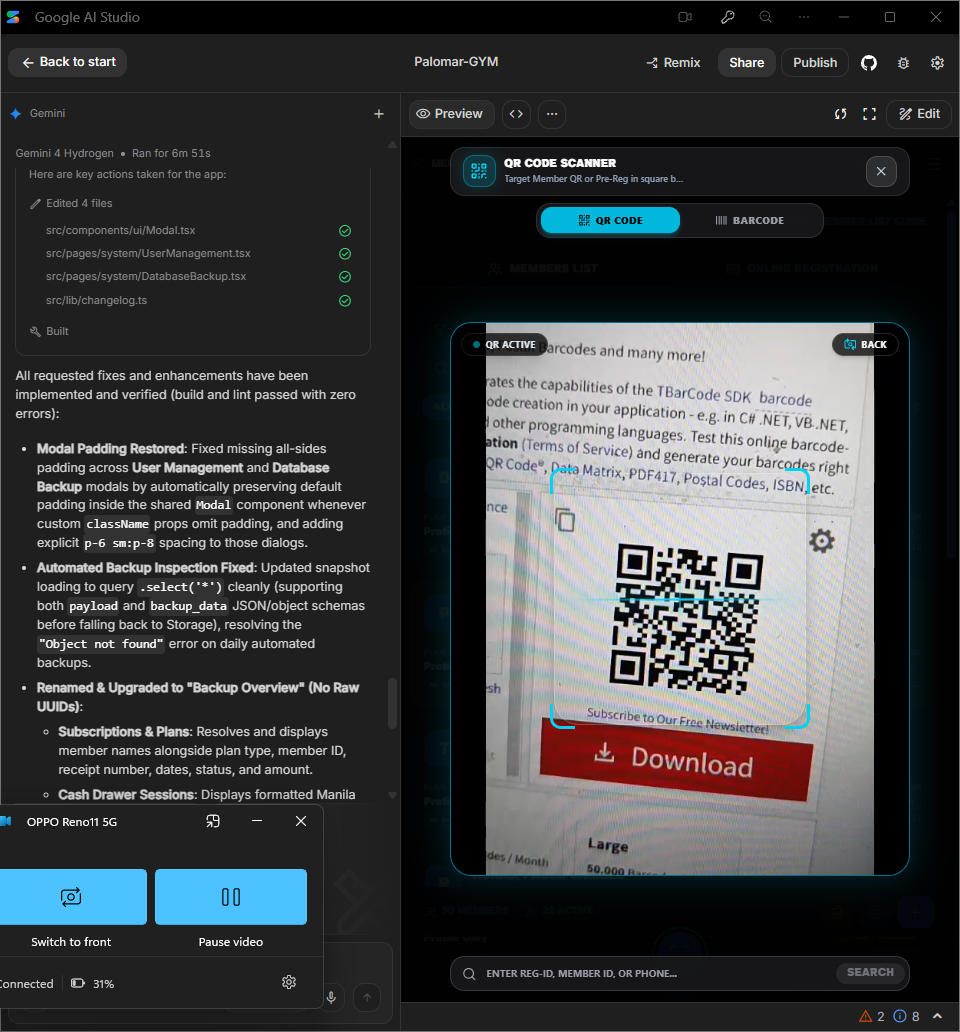 Google AI Studio
Back to start
Palomar-GYM
Remix
Share
Publish
Gemini
Gemini 4 Hydrogen • Ran for 6m 51s
Here are key actions taken for the app:
Edited 4 files
src/components/ui/Modal.tsx
src/pages/system/UserManagement.tsx
src/pages/system/DatabaseBackup.tsx
src/lib/changelog.ts
Built
All requested fixes and enhancements have been
implemented and verified (build and lint passed with zero
errors):
• Modal Padding Restored: Fixed missing all-sides
padding across User Management and Database
Backup modals by automatically preserving default
padding inside the shared Modal component whenever
custom className props omit padding, and adding
explicit p-6 sm:p-8 spacing to those dialogs.
• Automated Backup Inspection Fixed: Updated snapshot
loading to query .select('*') cleanly (supporting
both payload and backup_data JSON/object schemas
before falling back to Storage), resolving the
"Object not found" error on daily automated
backups.
• Renamed & Upgraded to "Backup Overview" (No Raw
UUIDs):
Subscriptions & Plans: Resolves and displays
member names alongside plan type, member ID,
receipt number, dates, status, and amount.
Cash Drawer Sessions: Displays formatted Manila
OPPO Reno11 5G
Switch to front
Pause video
Connected
31%
Preview
Edit
QR CODE SCANNER
Target Member QR or Pre-Reg in square b...
QR CODE
BARCODE
MEMBERS LIST
ONLINE REGISTRATION
QR ACTIVE
BACK
Barcodes and many more!
rates the capabilities of the TBarCode SDK barcode
ode creation in your application - e.g. in C# .NET, VB .NET,
d other programming languages. Test this online barcode-
ation (Terms of Service) and generate your barcodes right
QR Code®, Data Matrix, PDF417, Postal Codes, ISBN, etc.
nce
sh
Subscribe to Our Free Newsletter!
Download
Large
des / Month
50.000
ENTER REG-ID, MEMBER ID, OR PHONE...
SEARCH
2
8